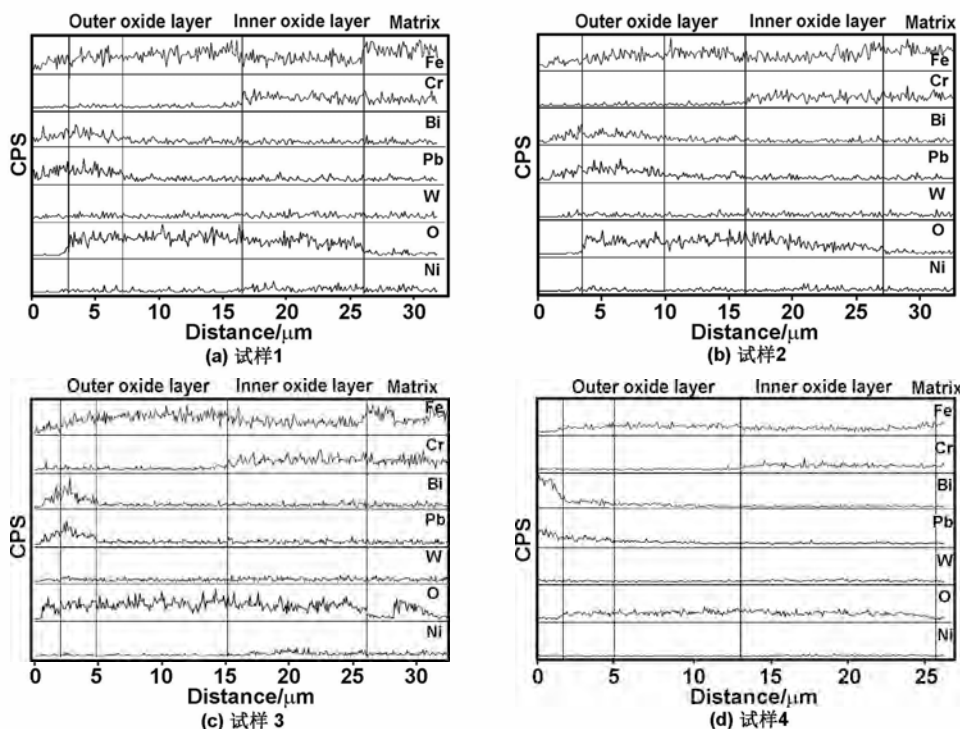 Outer oxide layer Inner oxide layer Matrix
Fe
Cr
Bi
Pb
W
O
Ni
CPS
0 5 10 15 20 25 30
Distance/μm
(a) 试样1
Outer oxide layer Inner oxide layer Matrix
Fe
Cr
Bi
Pb
W
O
Ni
CPS
0 5 10 15 20 25 30
Distance/μm
(b) 试样2
Outer oxide layer Inner oxide layer Matrix
Fe
Cr
Bi
Pb
W
O
Ni
CPS
0 5 10 15 20 25 30
Distance/μm
(c) 试样 3
Outer oxide layer Inner oxide layer Matrix
Fe
Cr
Bi
Pb
W
O
Ni
CPS
0 5 10 15 20 25
Distance/μm
(d) 试样4